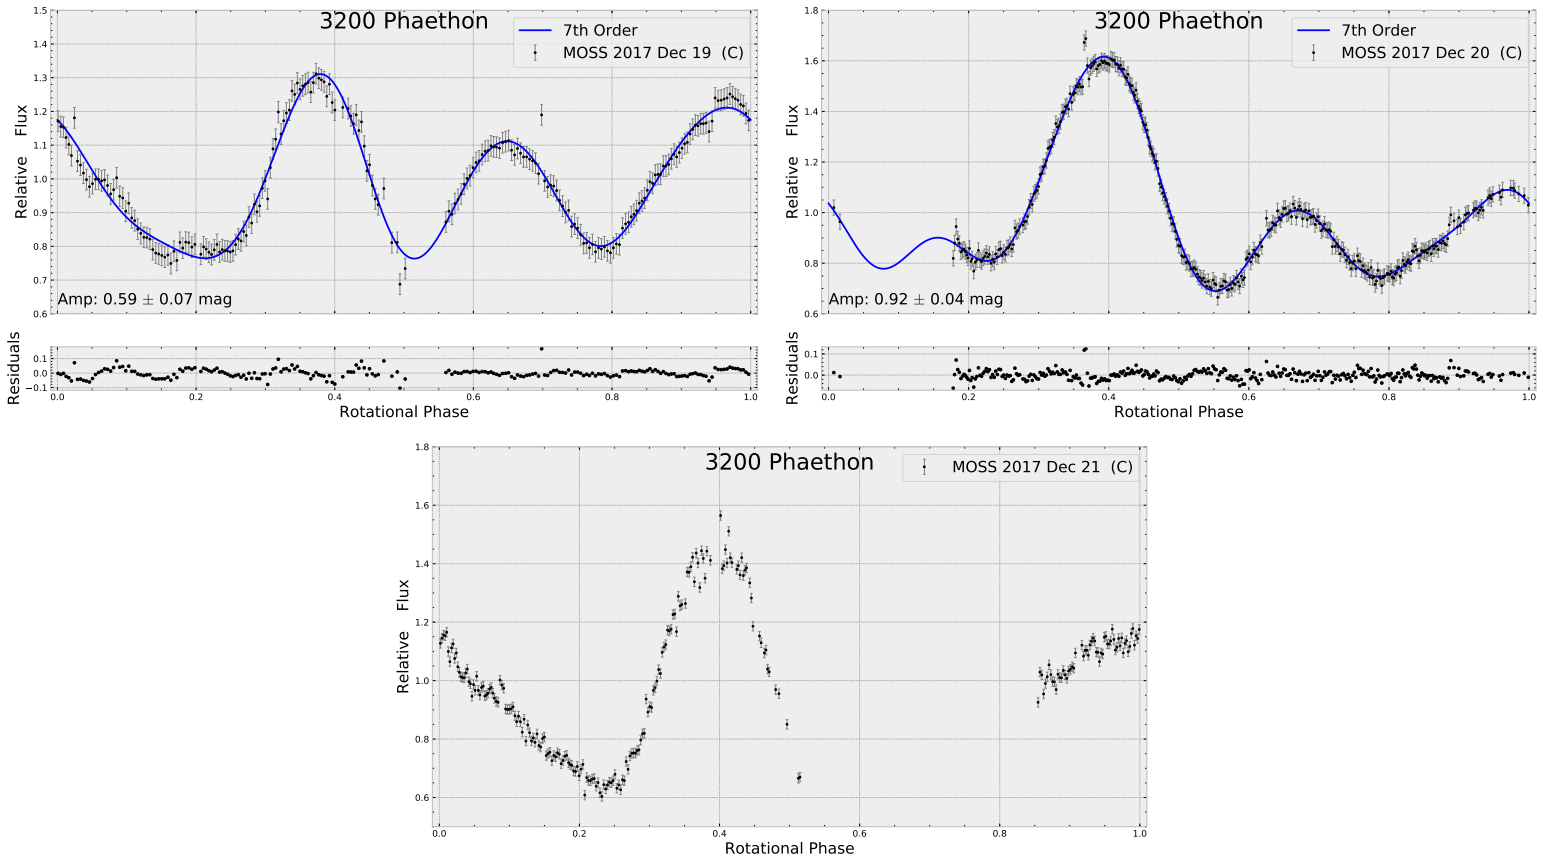 3200 Phaethon
7th Order
MOSS 2017 Dec 19 (C)
Relative Flux
1.5
1.4
1.3
1.2
1.1
1.0
0.9
0.8
0.7
0.6
Amp: 0.59 ± 0.07 mag
Residuals
0.1
0.0
−0.1
0.0 0.2 0.4 0.6 0.8 1.0
Rotational Phase
3200 Phaethon
7th Order
MOSS 2017 Dec 20 (C)
Relative Flux
1.8
1.6
1.4
1.2
1.0
0.8
0.6
Amp: 0.92 ± 0.04 mag
Residuals
0.1
0.0
0.0 0.2 0.4 0.6 0.8 1.0
Rotational Phase
3200 Phaethon
MOSS 2017 Dec 21 (C)
Relative Flux
1.8
1.6
1.4
1.2
1.0
0.8
0.6
0.0 0.2 0.4 0.6 0.8 1.0
Rotational Phase